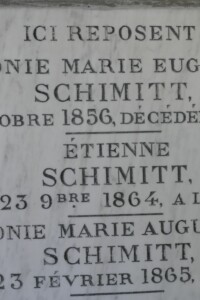 ICI REPOSENT
ONIE MARIE EUG
SCHIMITT,
OBRE 1856, DÉCÉDÉ
ÉTIENNE
SCHIMITT,
23 9BRE 1864, A L
ONIE MARIE AUGU
SCHIMITT,
23 FÉVRIER 1865,